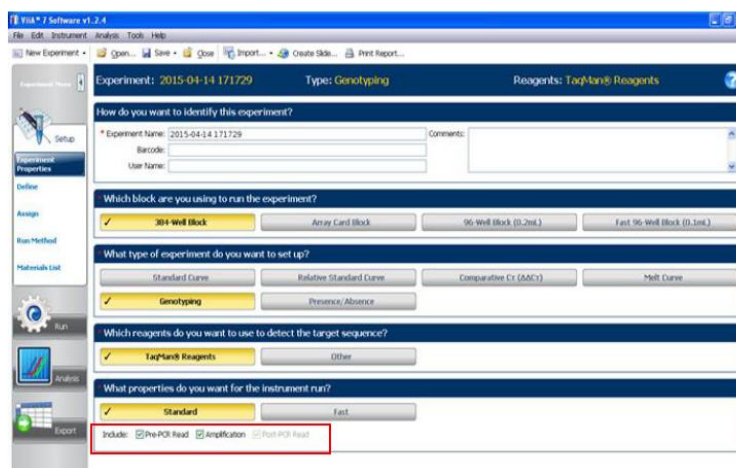 ViiA™ 7 Software v1.2.4
File Edit Instrument Analysis Tools Help
New Experiment Open... Save Close Import... Create Slide... Print Report...
Experiment Menu
Experiment: 2015-04-14 171729 Type: Genotyping Reagents: TaqMan® Reagents
How do you want to identify this experiment?
* Experiment Name: 2015-04-14 171729 Comments:
Barcode:
User Name:
Setup
Experiment Properties
Define
Assign
Run Method
Materials List
Run
Analysis
Export
* Which block are you using to run the experiment?
✓ 384-Well Block Array Card Block 96-Well Block (0.2mL) Fast 96-Well Block (0.1mL)
* What type of experiment do you want to set up?
Standard Curve Relative Standard Curve Comparative CT (ΔΔCT) Melt Curve
✓ Genotyping Presence/Absence
* Which reagents do you want to use to detect the target sequence?
✓ TaqMan® Reagents Other
* What properties do you want for the instrument run?
✓ Standard Fast
Include: Pre-PCR Read Amplification Post-PCR Read